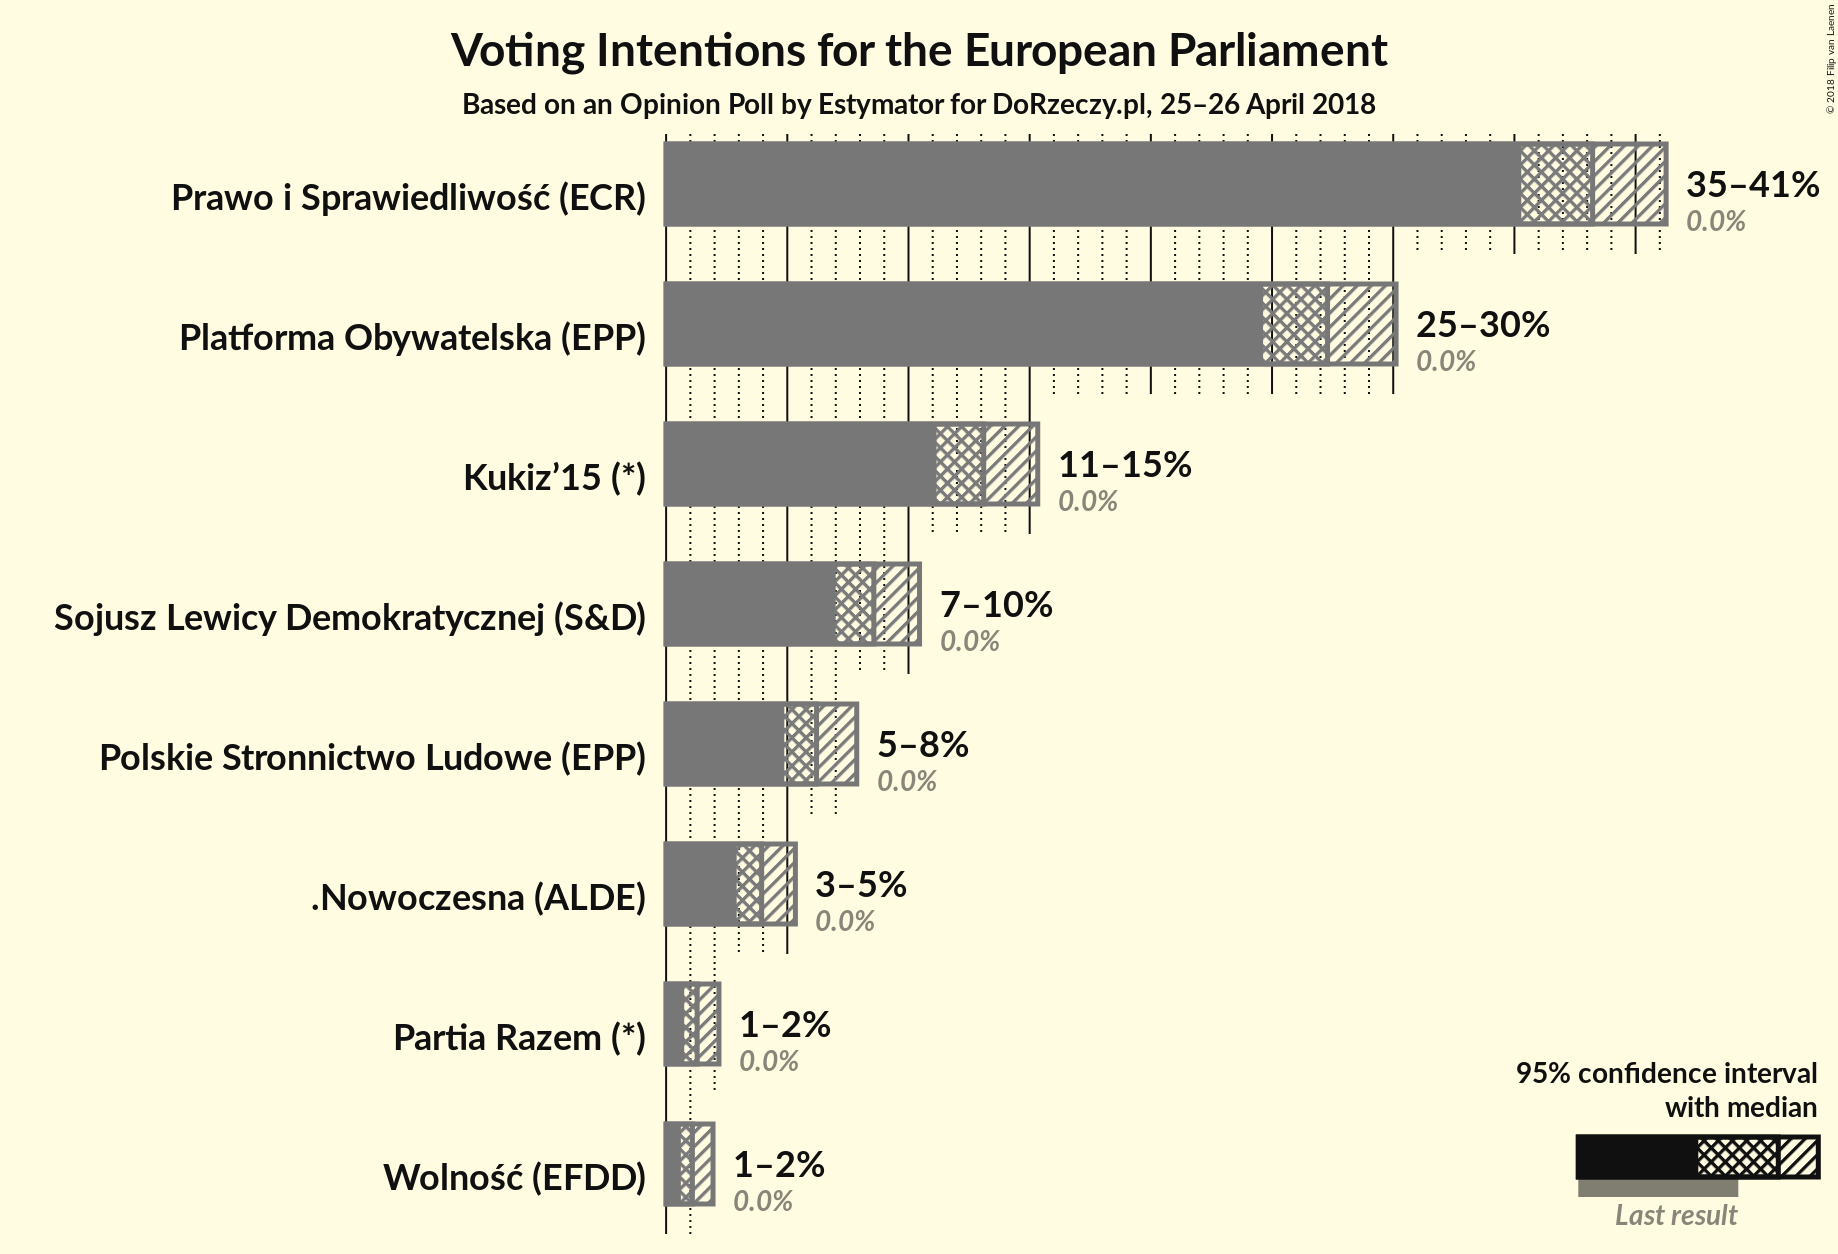 Voting Intentions for the European Parliament
Based on an Opinion Poll by Estymator for DoRzeczy.pl, 25–26 April 2018
© 2018 Filip van Laenen
Prawo i Sprawiedliwość (ECR)
35–41%
0.0%
Platforma Obywatelska (EPP)
25–30%
0.0%
Kukiz’15 (*)
11–15%
0.0%
Sojusz Lewicy Demokratycznej (S&D)
7–10%
0.0%
Polskie Stronnictwo Ludowe (EPP)
5–8%
0.0%
.Nowoczesna (ALDE)
3–5%
0.0%
Partia Razem (*)
1–2%
0.0%
Wolność (EFDD)
1–2%
0.0%
95% confidence interval
with median
Last result